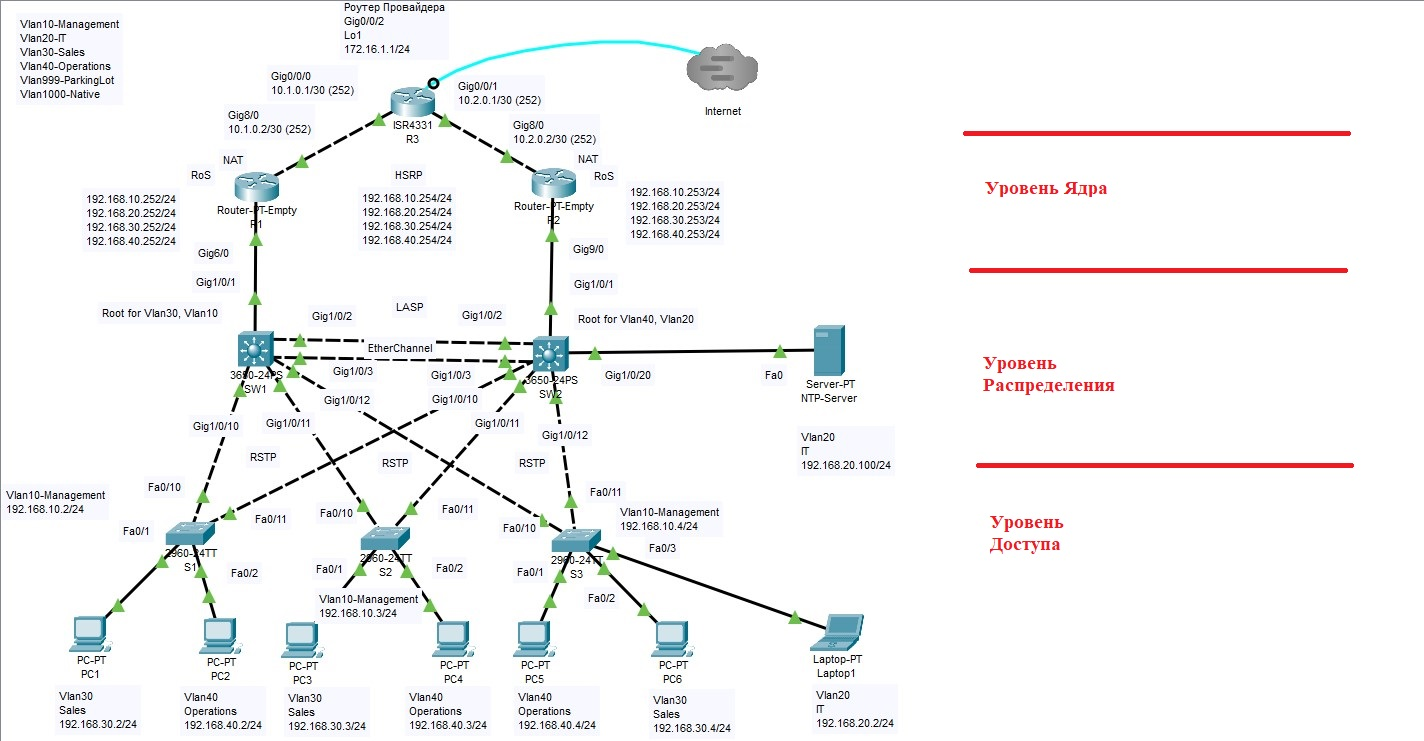 Vlan10-Management
Vlan20-IT
Vlan30-Sales
Vlan40-Operations
Vlan999-ParkingLot
Vlan1000-Native
Роутер Провайдера
Gig0/0/2
Lo1
172.16.1.1/24
Internet
Gig0/0/0
10.1.0.1/30 (252)
Gig0/0/1
10.2.0.1/30 (252)
ISR4331
R3
Gig8/0
10.1.0.2/30 (252)
Gig8/0
10.2.0.2/30 (252)
NAT
RoS
HSRP
NAT
RoS
192.168.10.252/24
192.168.20.252/24
192.168.30.252/24
192.168.40.252/24
Router-PT-Empty
R1
192.168.10.254/24
192.168.20.254/24
192.168.30.254/24
192.168.40.254/24
Router-PT-Empty
R2
192.168.10.253/24
192.168.20.253/24
192.168.30.253/24
192.168.40.253/24
Уровень Ядра
Gig6/0
Gig9/0
Gig1/0/1
Gig1/0/1
Root for Vlan30, Vlan10
LASP
Root for Vlan40, Vlan20
Gig1/0/2
Gig1/0/2
EtherChannel
Gig1/0/3
Gig1/0/3
3650-24PS
SW1
3650-24PS
SW2
Gig1/0/20
Fa0
Server-PT
NTP-Server
Уровень
Распределения
Gig1/0/12
Gig1/0/10
Gig1/0/10
Gig1/0/11
Gig1/0/11
Gig1/0/12
RSTP
RSTP
RSTP
Vlan20
IT
192.168.20.100/24
Vlan10-Management
192.168.10.2/24
Fa0/10
Fa0/1
Fa0/11
2960-24TT
S1
Fa0/2
Fa0/10
Fa0/11
2960-24TT
S2
Fa0/1
Fa0/2
Vlan10-Management
192.168.10.3/24
Fa0/10
Fa0/11
Vlan10-Management
192.168.10.4/24
2960-24TT
S3
Fa0/3
Fa0/1
Fa0/2
Уровень
Доступа
PC-PT
PC1
PC-PT
PC2
PC-PT
PC3
PC-PT
PC4
PC-PT
PC5
PC-PT
PC6
Laptop-PT
Laptop1
Vlan30
Sales
192.168.30.2/24
Vlan40
Operations
192.168.40.2/24
Vlan30
Sales
192.168.30.3/24
Vlan40
Operations
192.168.40.3/24
Vlan40
Operations
192.168.40.4/24
Vlan30
Sales
192.168.30.4/24
Vlan20
IT
192.168.20.2/24